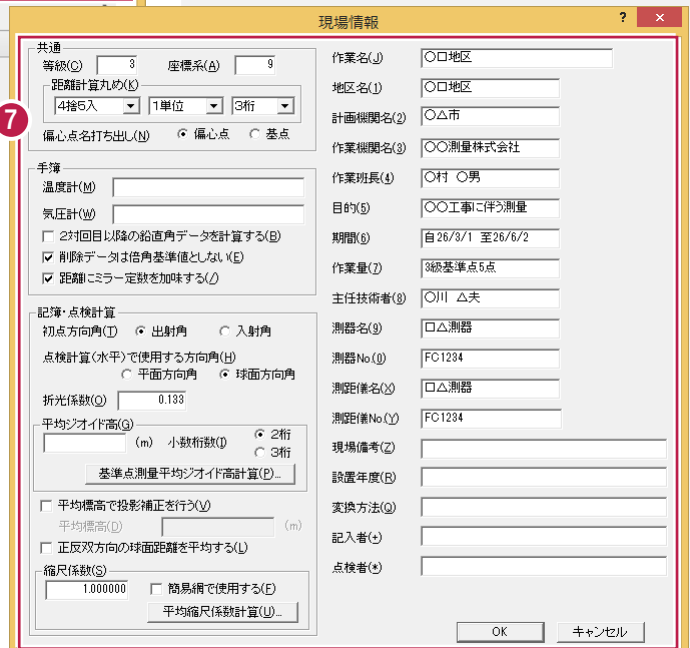 現場情報
? ×
7
共通
等級(C) 3 座標系(A) 9
距離計算丸め(K)
4捨5入 1単位 3桁
偏心点名打ち出し(N) 偏心点 基点
手簿
温度計(M)
気圧計(W)
2対回目以降の鉛直角データを計算する(B)
削除データは倍角基準値としない(E)
距離にミラー定数を加味する(/)
記簿・点検計算
初点方向角(T) 出射角 入射角
点検計算(水平)で使用する方向角(H)
平面方向角 球面方向角
折光係数(O) 0.133
平均ジオイド高(G)
(m) 小数桁数(I) 2桁
3桁
基準点測量平均ジオイド高計算(P)...
平均標高で投影補正を行う(V)
平均標高(D) (m)
正反双方向の球面距離を平均する(L)
縮尺係数(S)
1.000000 簡易網で使用する(F)
平均縮尺係数計算(U)...
作業名(J) 〇口地区
地区名(1) 〇口地区
計画機関名(2) 〇△市
作業機関名(3) 〇〇測量株式会社
作業班長(4) 〇村 〇男
目的(5) 〇〇工事に伴う測量
期間(6) 自26/3/1 至26/6/2
作業量(7) 3級基準点5点
主任技術者(8) 〇川 △夫
測器名(9) 口△測器
測器No.(0) FC1234
測距儀名(X) 口△測器
測距儀No.(Y) FC1234
現場備考(Z)
設置年度(R)
変換方法(Q)
記入者(+)
点検者(*)
OK キャンセル